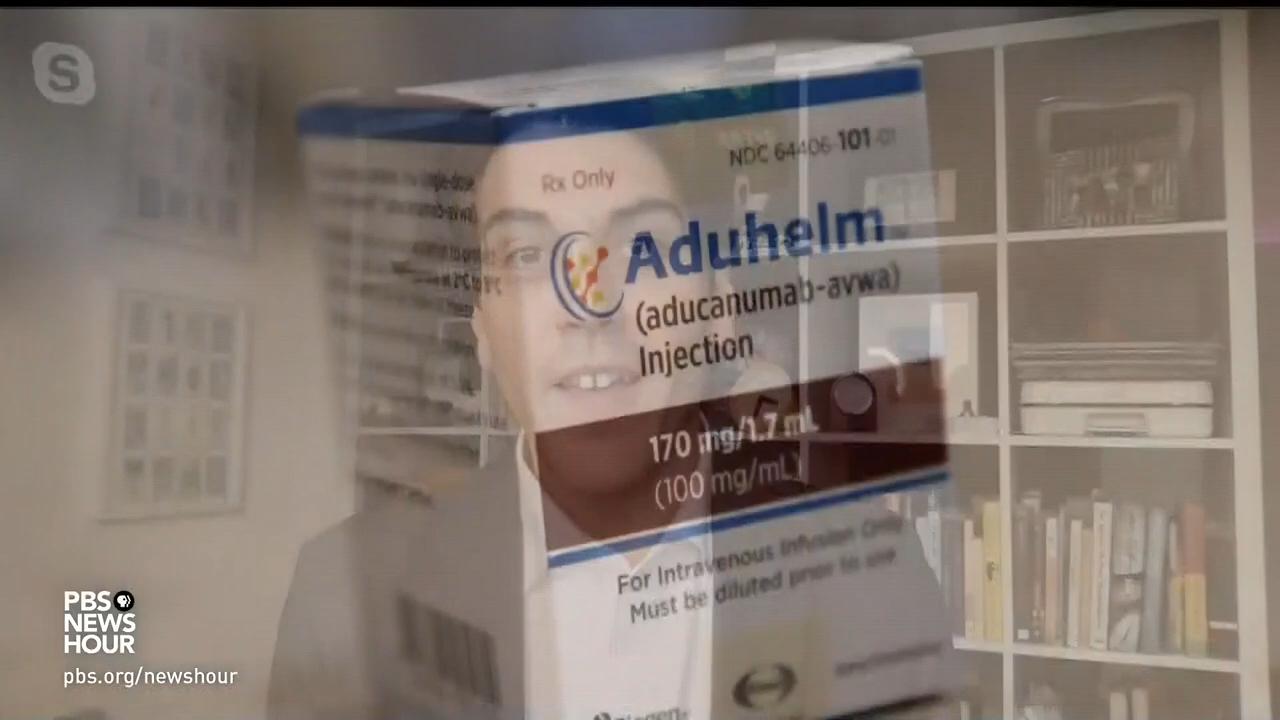 S
Rx Only
NDC 64406-101-01
Aduhelm
(aducanumab-avwa)
Injection
170 mg/1.7 mL
(100 mg/mL)
For Intravenous Infusion Only
Must be diluted prior to use
PBS
NEWS
HOUR
pbs.org/newshour